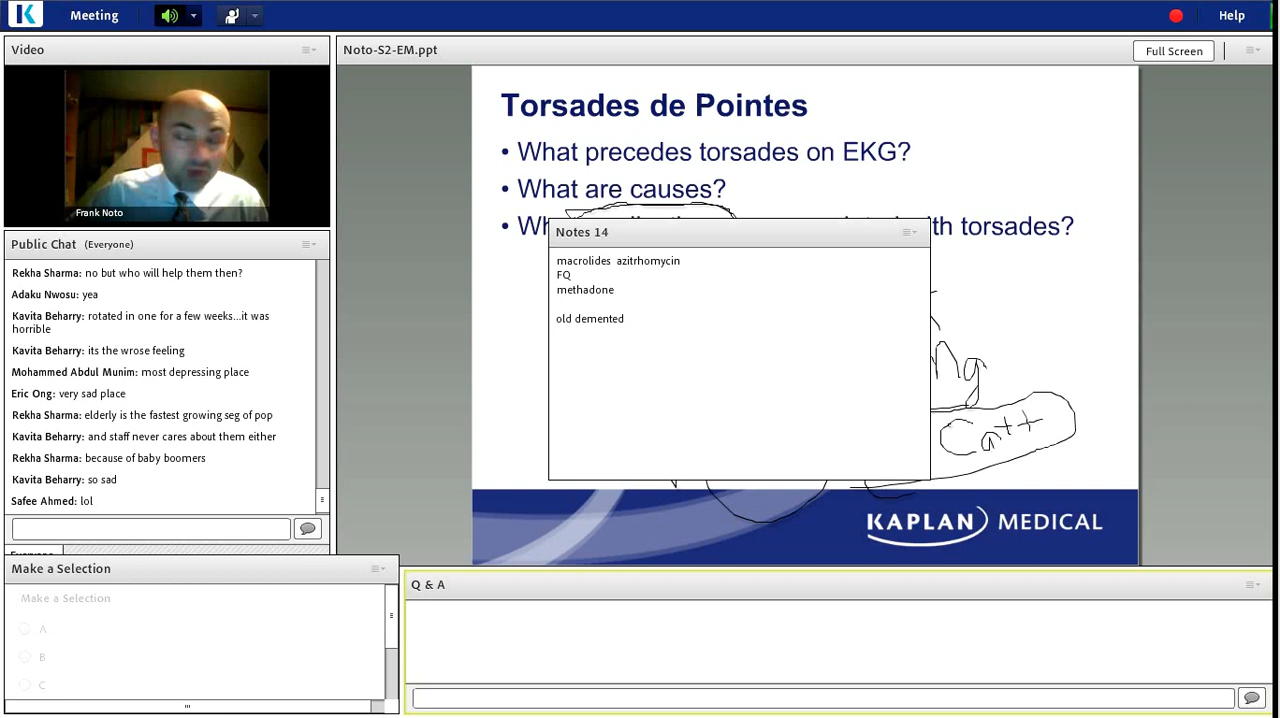 Meeting
Help
Video
Frank Noto
Public Chat (Everyone)
Rekha Sharma: no but who will help them then?
Adaku Nwosu: yea
Kavita Beharry: rotated in one for a few weeks...it was
horrible
Kavita Beharry: its the wrose feeling
Mohammed Abdul Munim: most depressing place
Eric Ong: very sad place
Rekha Sharma: elderly is the fastest growing seg of pop
Kavita Beharry: and staff never cares about them either
Rekha Sharma: because of baby boomers
Kavita Beharry: so sad
Safee Ahmed: lol
Everyone
Make a Selection
Make a Selection
A
B
C
Noto-S2-EM.ppt
Full Screen
Torsades de Pointes
• What precedes torsades on EKG?
• What are causes?
• torsades?
Notes 14
macrolides azitrhomycin
FQ
methadone
old demented
Mg
Ca++
KAPLAN MEDICAL
Q & A